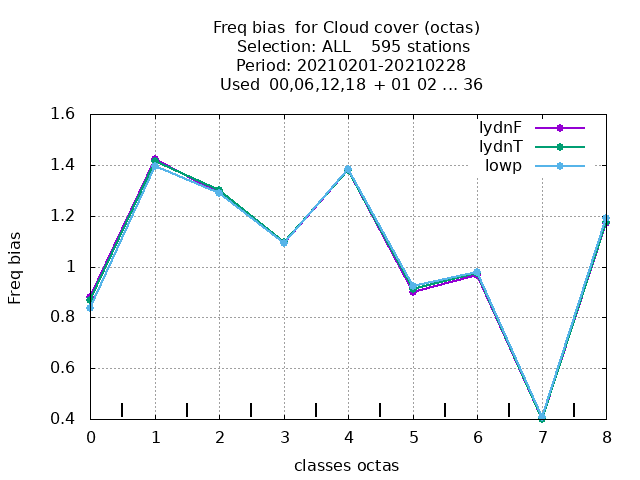 Freq bias for Cloud cover (octas)
Selection: ALL 595 stations
Period: 20210201-20210228
Used 00,06,12,18 + 01 02 ... 36
lydnF
lydnT
lowp
1.6
1.4
1.2
1
0.8
0.6
0.4
Freq bias
0 1 2 3 4 5 6 7 8
classes octas